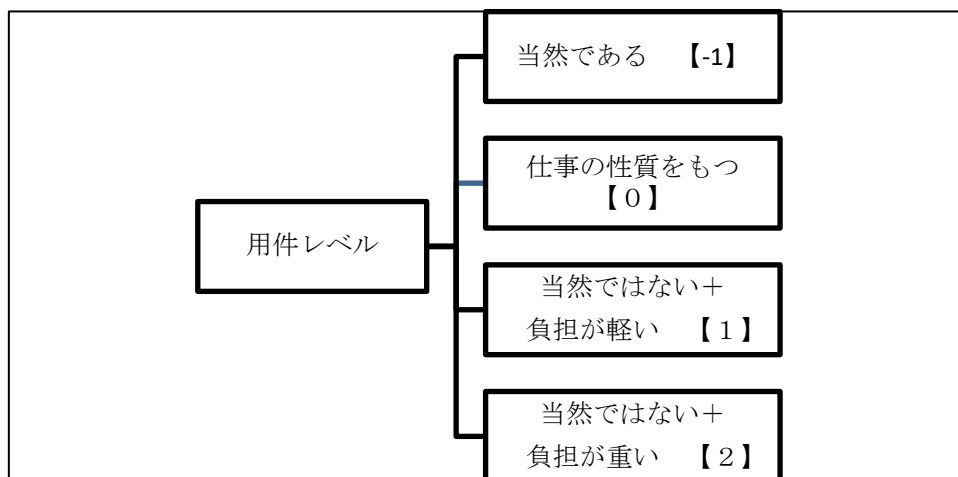 当然である 【-1】
仕事の性質をもつ
【０】
用件レベル
当然ではない＋
負担が軽い 【１】
当然ではない＋
負担が重い 【２】